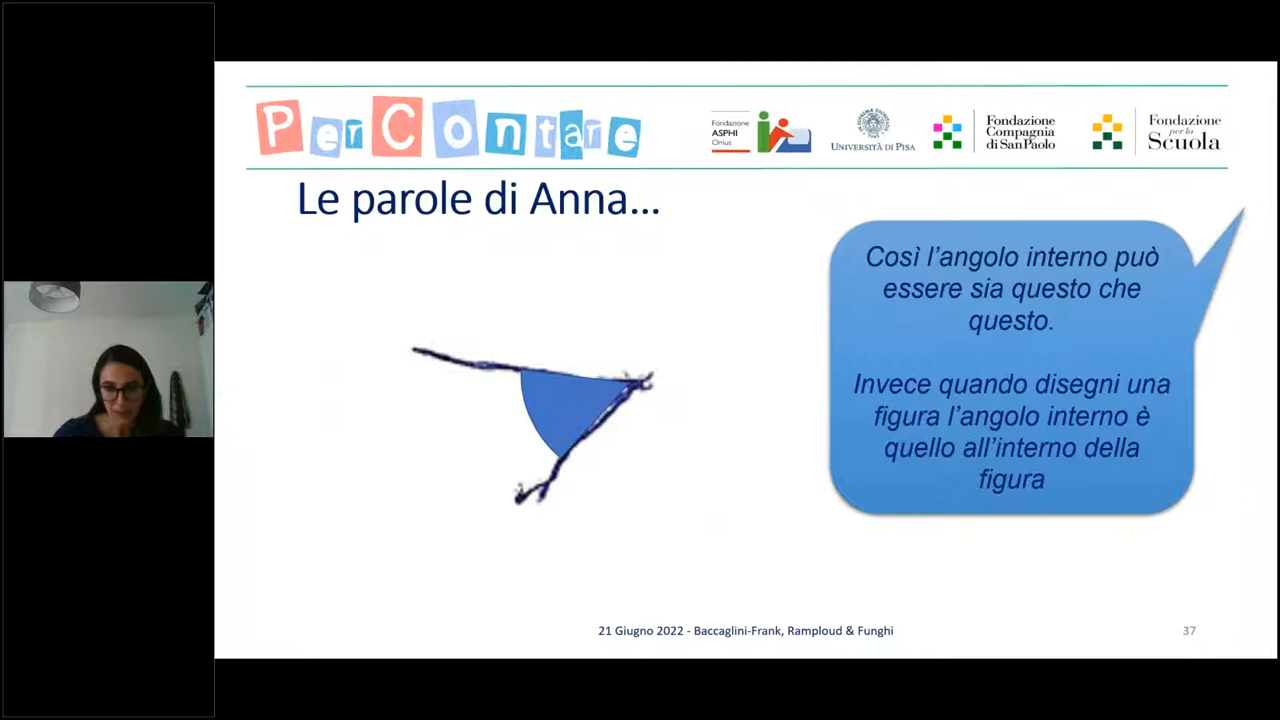 PerContare
Fondazione
ASPHI
Onlus
UNIVERSITÀ DI PISA
Fondazione
Compagnia
di San Paolo
Fondazione
per la
Scuola
Le parole di Anna...
Così l'angolo interno può
essere sia questo che
questo.
Invece quando disegni una
figura l'angolo interno è
quello all'interno della
figura
21 Giugno 2022 - Baccaglini-Frank, Ramploud & Funghi
37